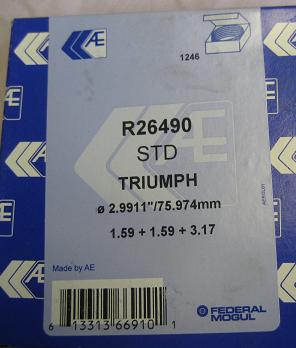 AE
1246
R26490
STD
AE
TRIUMPH
ø 2.9911"/75.974mm
1.59 + 1.59 + 3.17
Made by AE
FEDERAL
MOGUL
6 13313 66910 1